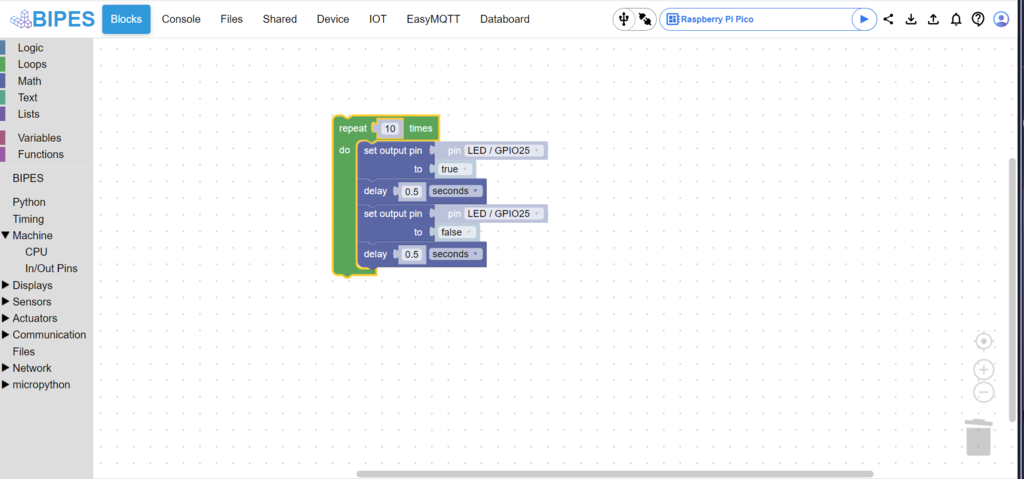 BIPES Blocks Console Files Shared Device IOT EasyMQTT Databoard Raspberry Pi Pico
Logic
Loops
Math
Text
Lists
Variables
Functions
BIPES
Python
Timing
Machine
CPU
In/Out Pins
Displays
Sensors
Actuators
Communication
Files
Network
micropython
repeat 10 times
do set output pin pin LED / GPIO25
to true
delay 0.5 seconds
set output pin pin LED / GPIO25
to false
delay 0.5 seconds